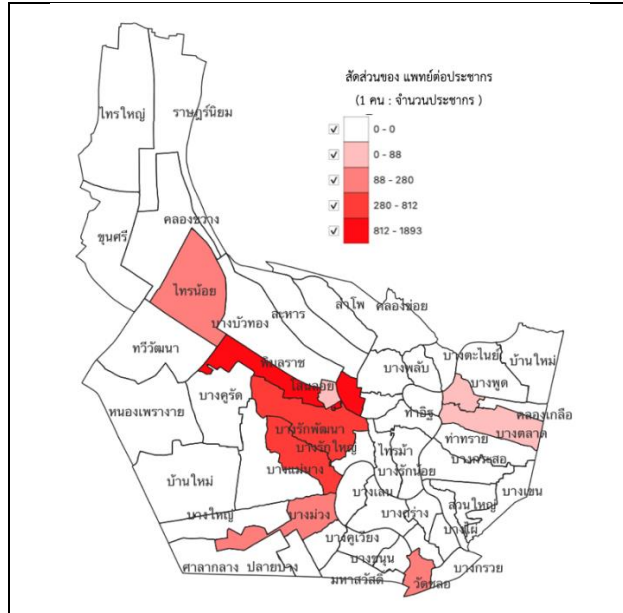 สัดส่วนของ แพทย์ต่อประชากร
(1 คน : จำนวนประชากร )
0 - 0
0 - 88
88 - 280
280 - 812
812 - 1893
ไทรใหญ่
ราษฎร์นิยม
ขุนศรี
คลองขวาง
ไทรน้อย
ทวีวัฒนา
บางบัวทอง
ละหาร
ลำโพ
คลองข่อย
พิมลราช
โสนลอย
หนองเพรางาย
บางคูรัด
บางรักพัฒนา
บางรักใหญ่
บางแม่นาง
บ้านใหม่
บางใหญ่
บางม่วง
ศาลากลาง
ปลายบาง
บางพลับ
บางตะไนย์
บ้านใหม่
บางพูด
คลองเกลือ
บางตลาด
ท่าอิฐ
ท่าทราย
บางกระสอ
ไทรม้า
บางรักน้อย
บางเลน
บางกร่าง
สวนใหญ่
บางเขน
บางไผ่
บางคูเวียง
บางขนุน
มหาสวัสดิ์
วัดชลอ
บางกรวย